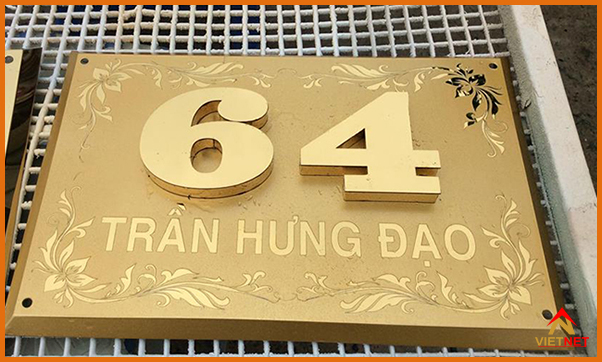 64
TRẦN HƯNG ĐẠO
VIETNET